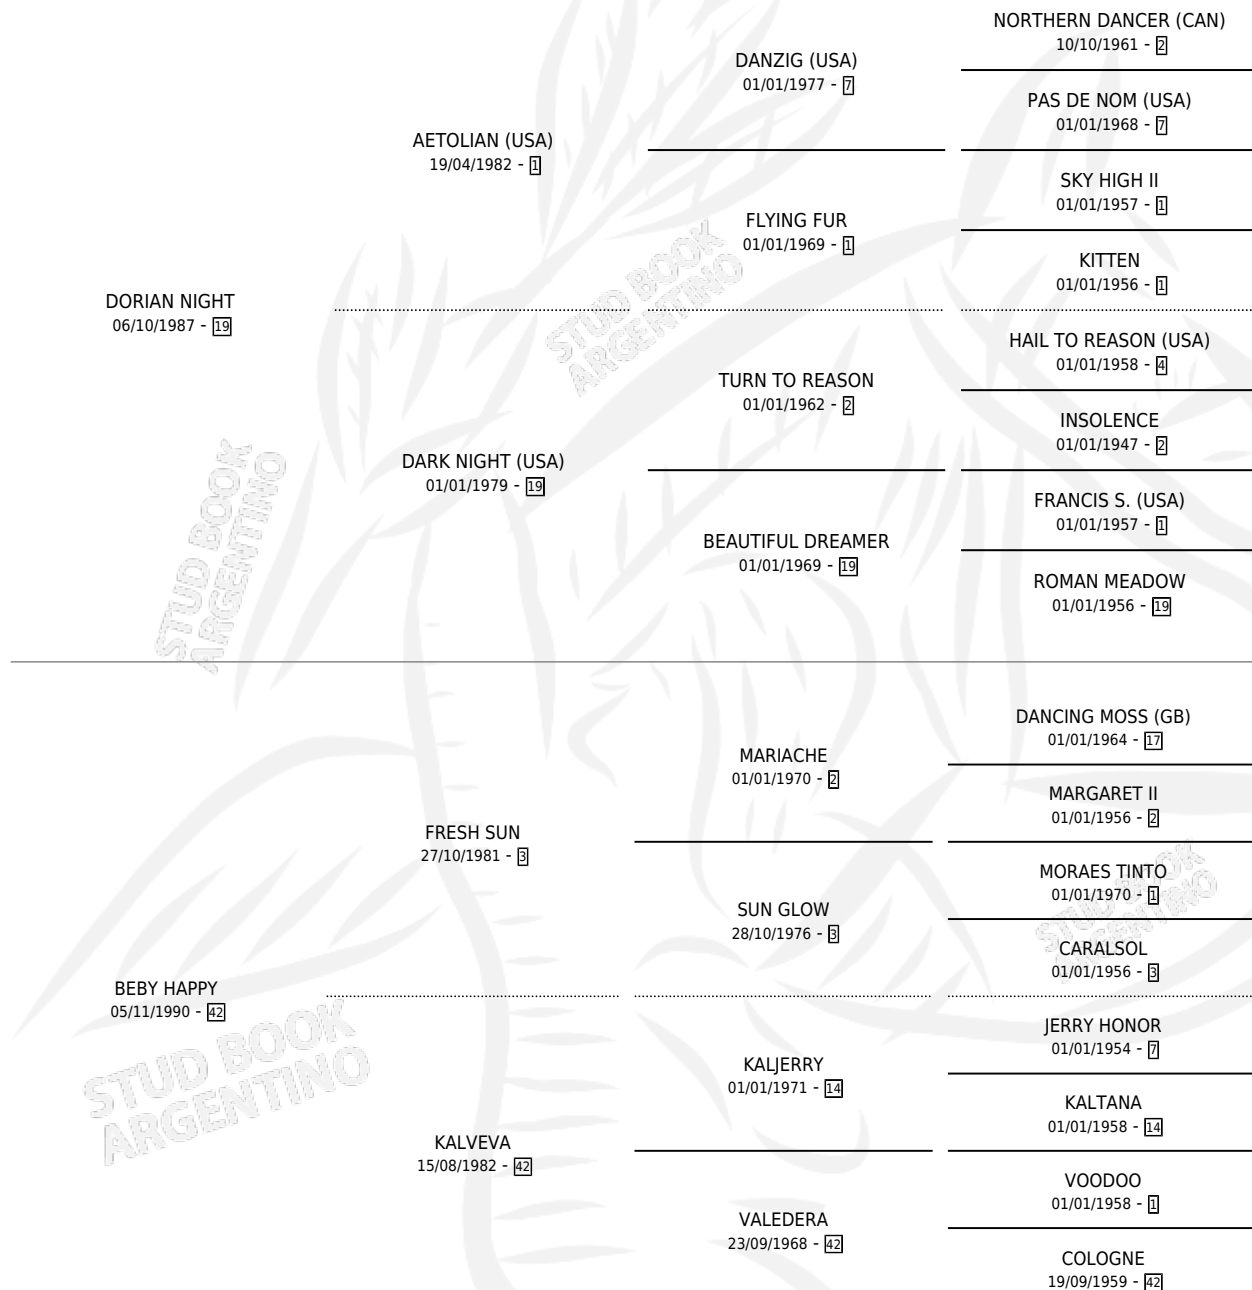 NORTHERN DANCER (CAN)
10/10/1961 - 2
DANZIG (USA)
01/01/1977 - 7
PAS DE NOM (USA)
01/01/1968 - 7
AETOLIAN (USA)
19/04/1982 - 1
SKY HIGH II
01/01/1957 - 1
FLYING FUR
01/01/1969 - 1
KITTEN
01/01/1956 - 1
DORIAN NIGHT
06/10/1987 - 19
HAIL TO REASON (USA)
01/01/1958 - 4
TURN TO REASON
01/01/1962 - 2
INSOLENCE
01/01/1947 - 2
DARK NIGHT (USA)
01/01/1979 - 19
FRANCIS S. (USA)
01/01/1957 - 1
BEAUTIFUL DREAMER
01/01/1969 - 19
ROMAN MEADOW
01/01/1956 - 19
STUD BOOK
ARGENTINO
STUD BOOK
ARGENTINO
DANCING MOSS (GB)
01/01/1964 - 17
MARIACHE
01/01/1970 - 2
MARGARET II
01/01/1956 - 2
FRESH SUN
27/10/1981 - 3
MORAES TINTO
01/01/1970 - 1
SUN GLOW
28/10/1976 - 3
CARALSOL
01/01/1956 - 3
BEBY HAPPY
05/11/1990 - 42
JERRY HONOR
01/01/1954 - 7
KALJERRY
01/01/1971 - 14
KALTANA
01/01/1958 - 14
KALVEVA
15/08/1982 - 42
VOODOO
01/01/1958 - 1
VALEDERA
23/09/1968 - 42
COLOGNE
19/09/1959 - 42
STUD BOOK
ARGENTINO
STUD BOOK
ARGENTINO